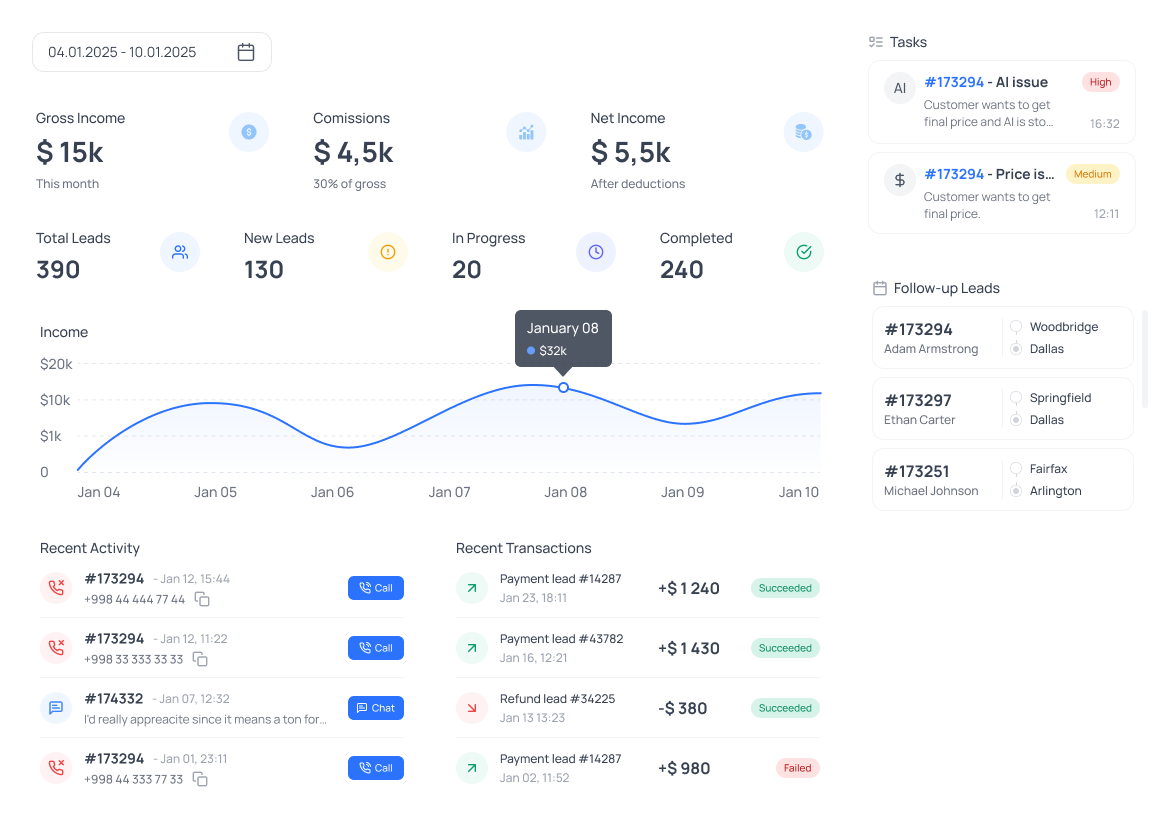 04.01.2025 - 10.01.2025
Gross Income
$ 15k
This month
Comissions
$ 4,5k
30% of gross
Net Income
$ 5,5k
After deductions
Total Leads
390
New Leads
130
In Progress
20
Completed
240
Income
January 08
$32k
$20k
$10k
$1k
0
Jan 04 Jan 05 Jan 06 Jan 07 Jan 08 Jan 09 Jan 10
Recent Activity
#173294 - Jan 12, 15:44
+998 44 444 77 44
Call
#173294 - Jan 12, 11:22
+998 33 333 33 33
Call
#174332 - Jan 07, 12:32
I'd really appreacite since it means a ton for...
Chat
#173294 - Jan 01, 23:11
+998 44 333 77 33
Call
Recent Transactions
Payment lead #14287
Jan 23, 18:11
+$ 1 240
Succeeded
Payment lead #43782
Jan 16, 12:21
+$ 1 430
Succeeded
Refund lead #34225
Jan 13 13:23
-$ 380
Succeeded
Payment lead #14287
Jan 02, 11:52
+$ 980
Failed
Tasks
AI
#173294 - AI issue
High
Customer wants to get
final price and AI is sto...
16:32
$
#173294 - Price is...
Medium
Customer wants to get
final price.
12:11
Follow-up Leads
#173294
Adam Armstrong
Woodbridge
Dallas
#173297
Ethan Carter
Springfield
Dallas
#173251
Michael Johnson
Fairfax
Arlington